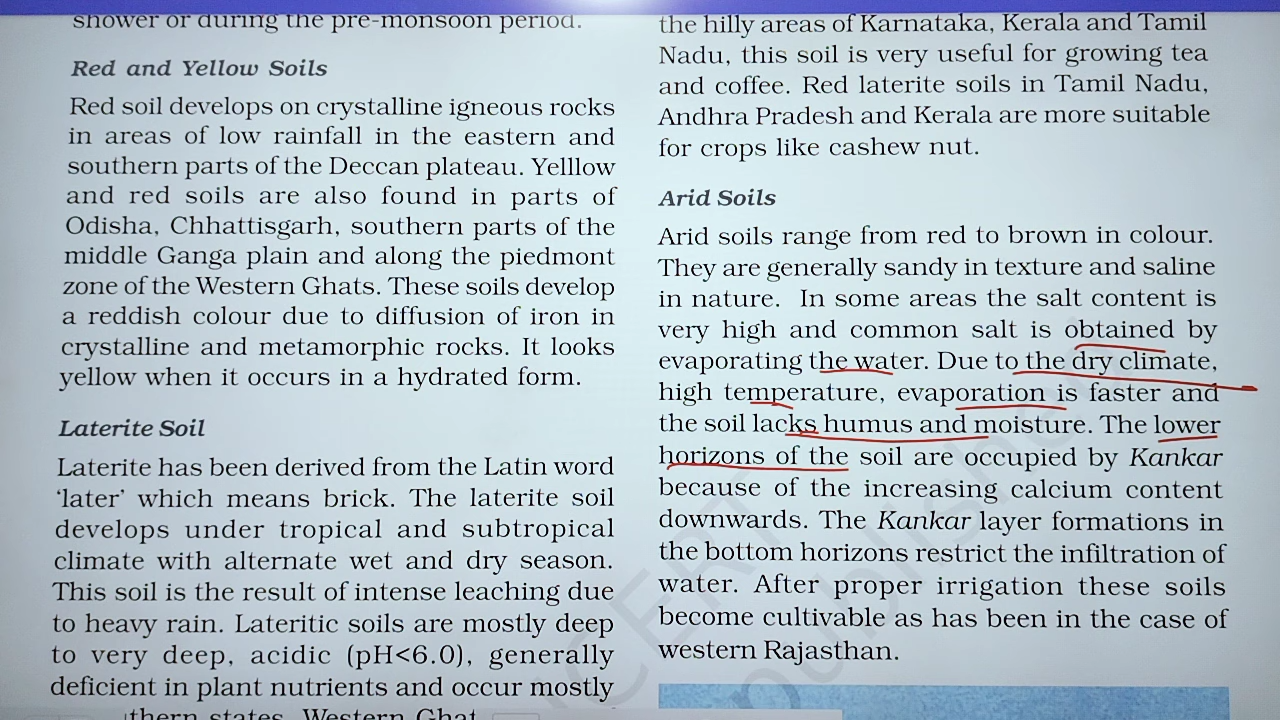 shower or during the pre-monsoon period.
Red and Yellow Soils
Red soil develops on crystalline igneous rocks
in areas of low rainfall in the eastern and
southern parts of the Deccan plateau. Yelllow
and red soils are also found in parts of
Odisha, Chhattisgarh, southern parts of the
middle Ganga plain and along the piedmont
zone of the Western Ghats. These soils develop
a reddish colour due to diffusion of iron in
crystalline and metamorphic rocks. It looks
yellow when it occurs in a hydrated form.
Laterite Soil
Laterite has been derived from the Latin word
‘later’ which means brick. The laterite soil
develops under tropical and subtropical
climate with alternate wet and dry season.
This soil is the result of intense leaching due
to heavy rain. Lateritic soils are mostly deep
to very deep, acidic (pH<6.0), generally
deficient in plant nutrients and occur mostly
thern states, Western Ghat
the hilly areas of Karnataka, Kerala and Tamil
Nadu, this soil is very useful for growing tea
and coffee. Red laterite soils in Tamil Nadu,
Andhra Pradesh and Kerala are more suitable
for crops like cashew nut.
Arid Soils
Arid soils range from red to brown in colour.
They are generally sandy in texture and saline
in nature. In some areas the salt content is
very high and common salt is obtained by
evaporating the water. Due to the dry climate,
high temperature, evaporation is faster and
the soil lacks humus and moisture. The lower
horizons of the soil are occupied by Kankar
because of the increasing calcium content
downwards. The Kankar layer formations in
the bottom horizons restrict the infiltration of
water. After proper irrigation these soils
become cultivable as has been in the case of
western Rajasthan.